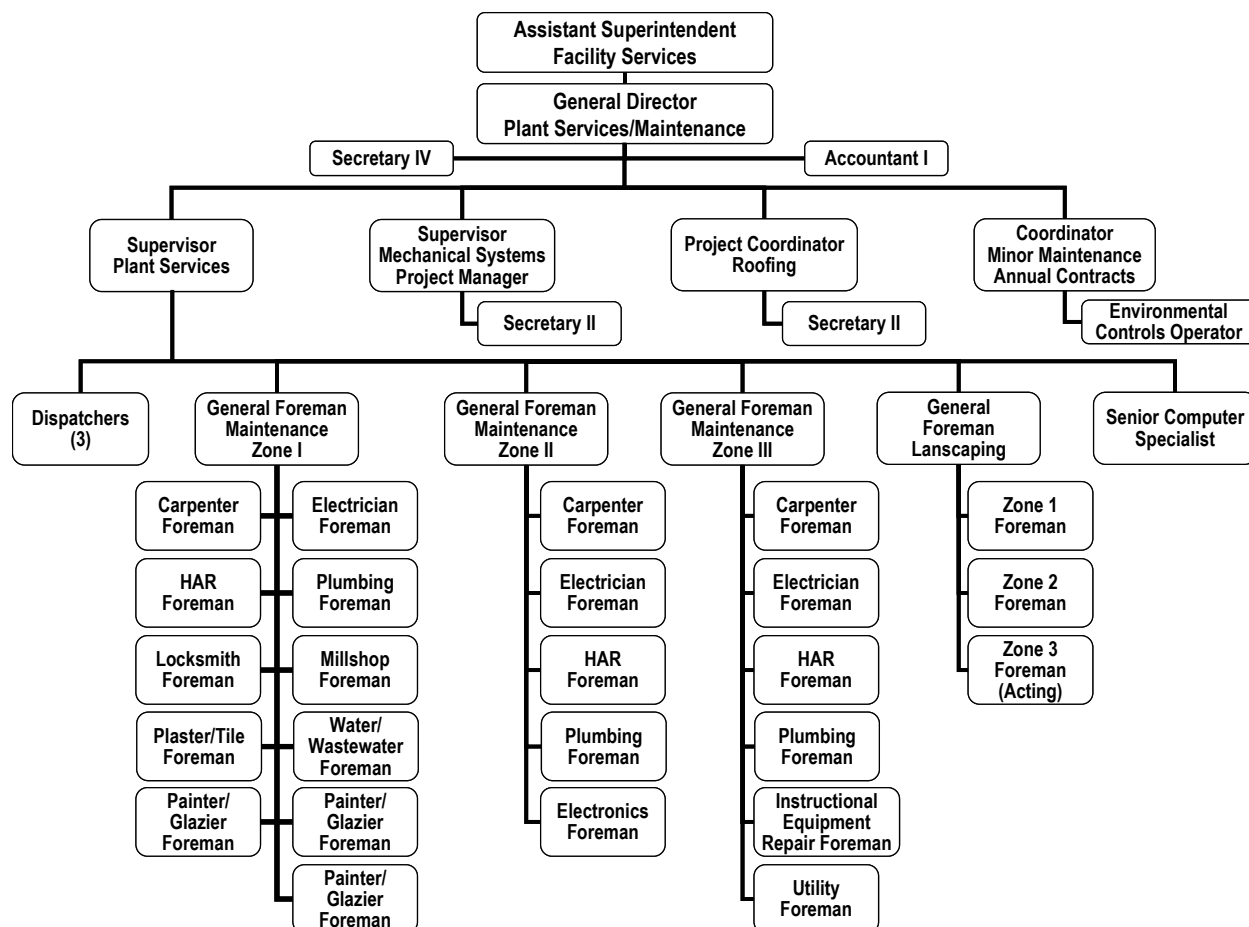 Assistant Superintendent
Facility Services
General Director
Plant Services/Maintenance
Secretary IV
Accountant I
Supervisor
Plant Services
Supervisor
Mechanical Systems
Project Manager
Project Coordinator
Roofing
Coordinator
Minor Maintenance
Annual Contracts
Secretary II
Secretary II
Environmental
Controls Operator
Dispatchers
(3)
General Foreman
Maintenance
Zone I
General Foreman
Maintenance
Zone II
General Foreman
Maintenance
Zone III
General
Foreman
Lanscaping
Senior Computer
Specialist
Carpenter
Foreman
Electrician
Foreman
HAR
Foreman
Plumbing
Foreman
Locksmith
Foreman
Millshop
Foreman
Plaster/Tile
Foreman
Water/
Wastewater
Foreman
Painter/
Glazier
Foreman
Painter/
Glazier
Foreman
Painter/
Glazier
Foreman
Carpenter
Foreman
Electrician
Foreman
HAR
Foreman
Plumbing
Foreman
Electronics
Foreman
Carpenter
Foreman
Electrician
Foreman
HAR
Foreman
Plumbing
Foreman
Instructional
Equipment
Repair Foreman
Utility
Foreman
Zone 1
Foreman
Zone 2
Foreman
Zone 3
Foreman
(Acting)